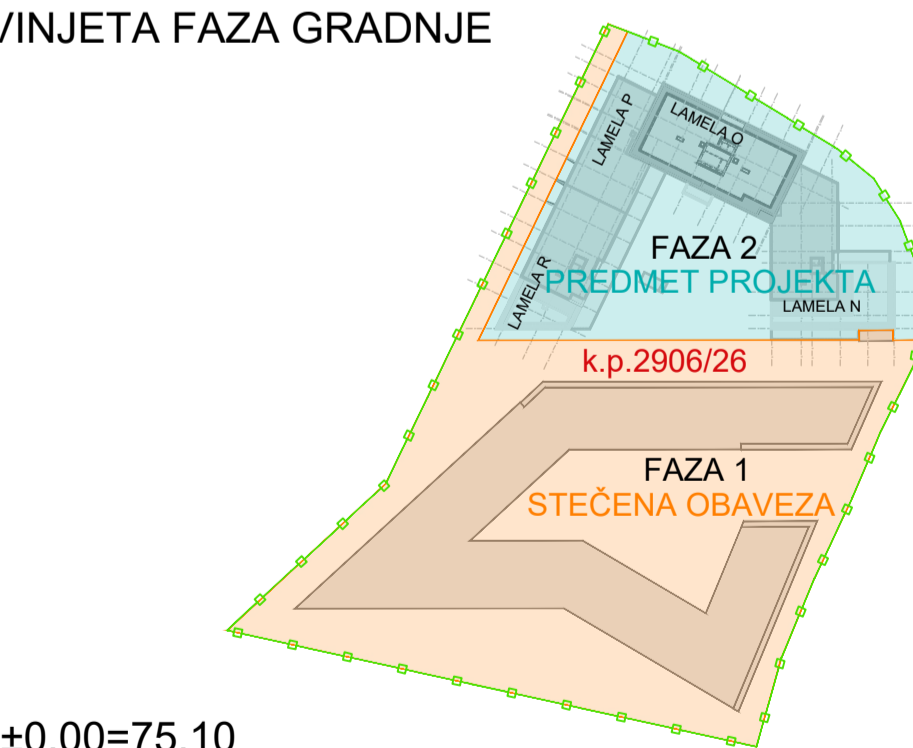 VINJETA FAZA GRADNJE
LAMELA P
LAMELA O
LAMELA R
FAZA 2
PREDMET PROJEKTA
LAMELA N
k.p.2906/26
FAZA 1
STEČENA OBAVEZA
±0.00=75.10